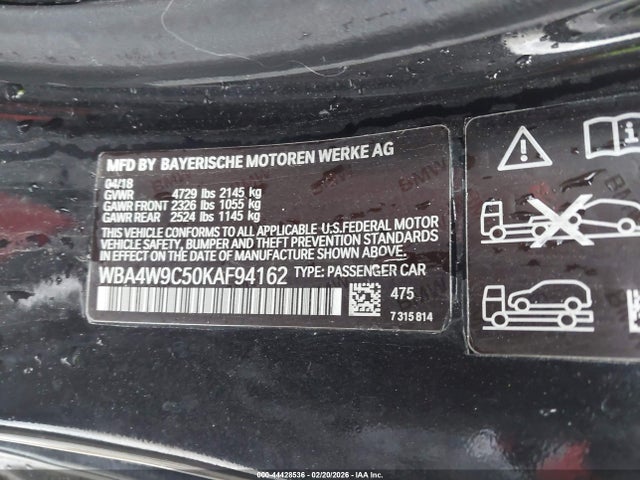 MFD BY BAYERISCHE MOTOREN WERKE AG
04/18
GVWR 4729 lbs 2145 kg
GAWR FRONT 2326 lbs 1055 kg
GAWR REAR 2524 lbs 1145 kg
THIS VEHICLE CONFORMS TO ALL APPLICABLE U.S.FEDERAL MOTOR
VEHICLE SAFETY, BUMPER AND THEFT PREVENTION STANDARDS
IN EFFECT ON THE DATE OF MANUFACTURE SHOWN ABOVE.
WBA4W9C50KAF94162 TYPE: PASSENGER CAR
475
7 315 814
000-44428536 - 02/20/2026 - IAA Inc.